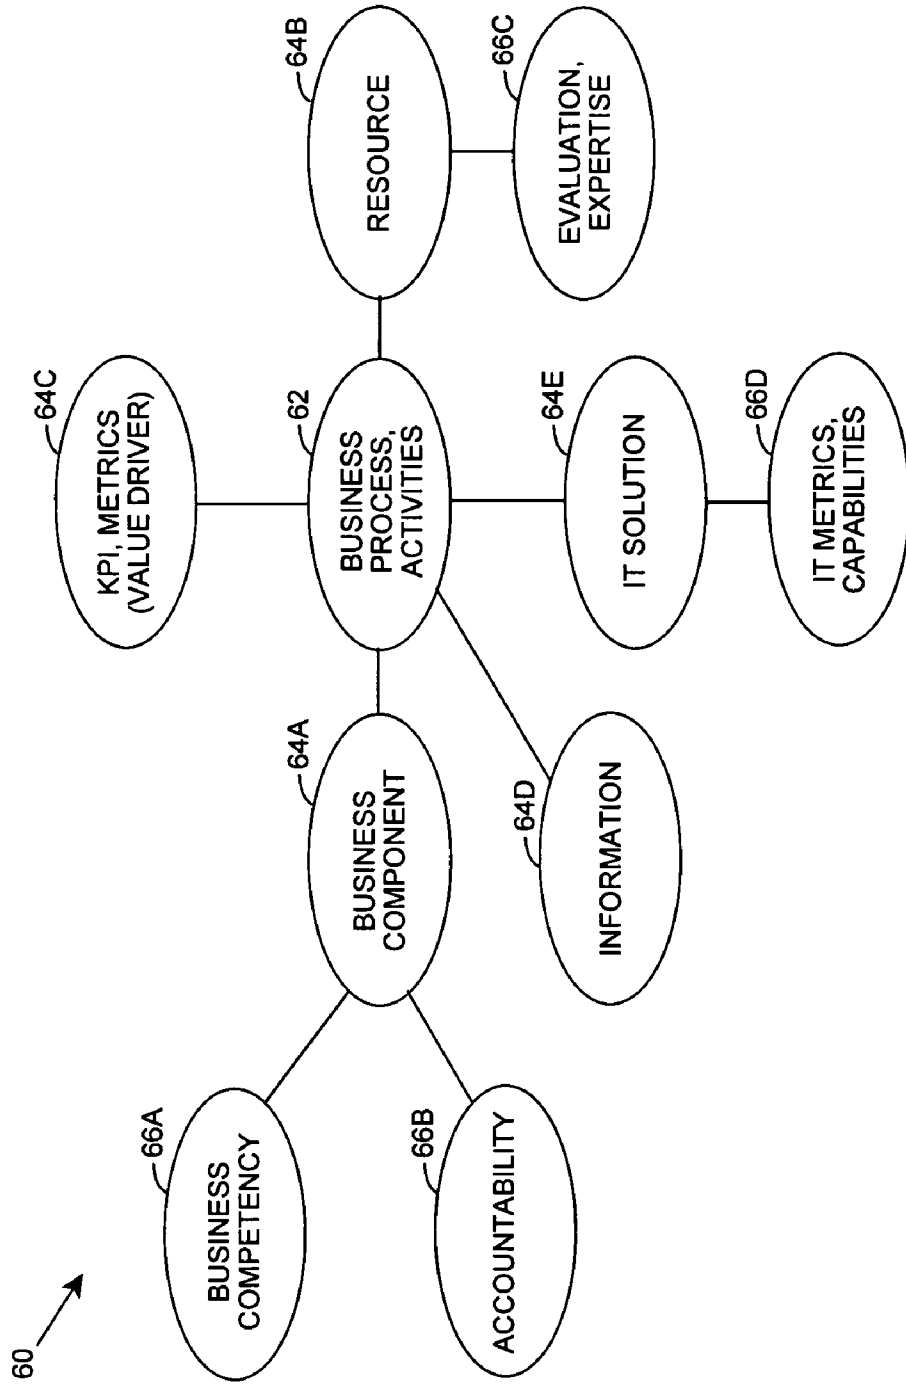 60
66A
BUSINESS
COMPETENCY
66B
ACCOUNTABILITY
64A
BUSINESS
COMPONENT
64D
INFORMATION
64C
KPI, METRICS
(VALUE DRIVER)
62
BUSINESS
PROCESS,
ACTIVITIES
64E
IT SOLUTION
66D
IT METRICS,
CAPABILITIES
64B
RESOURCE
66C
EVALUATION,
EXPERTISE